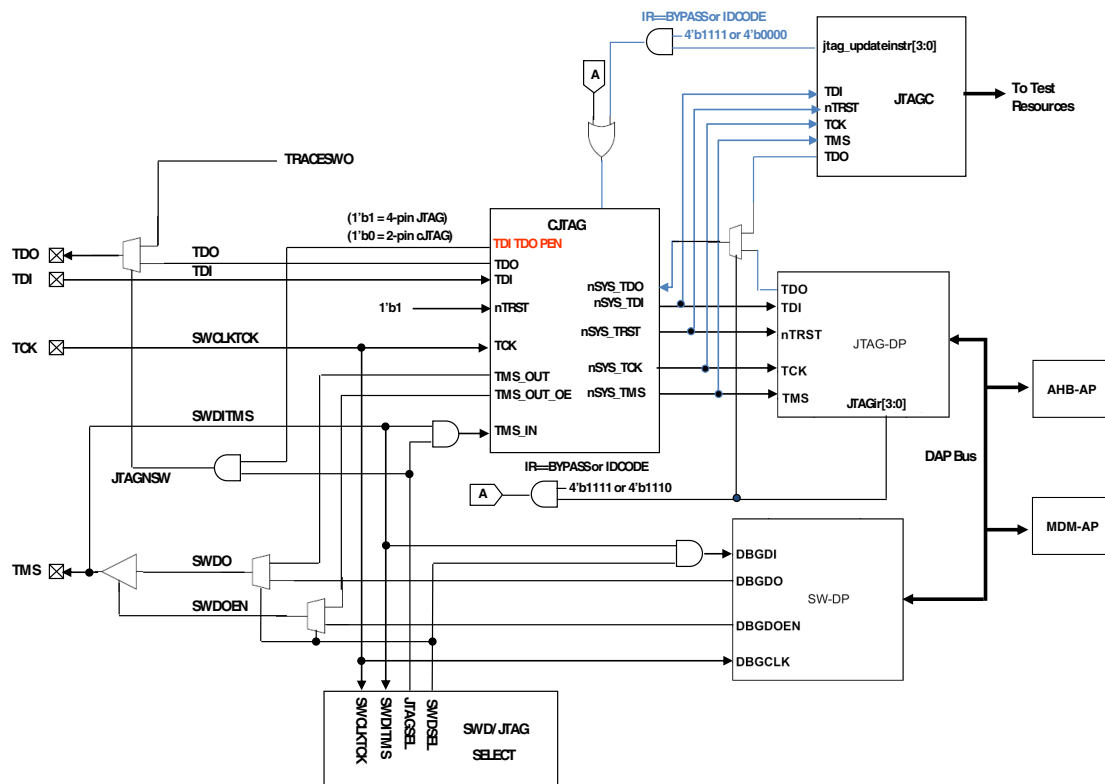 IR==BYPASS or IDCODE
4'b1111 or 4'b0000
jtag_updateinstr[3:0]
A
TDI
nTRST
TCK
TMS
TDO
JTAGC
To Test
Resources
TRACESWO
(1'b1 = 4-pin JTAG)
(1'b0 = 2-pin cJTAG)
CJTAG
TDI TDO PEN
TDO
TDO
TDO
TDI
TDI
TDI
nSYS_TDO
nSYS_TDI
TDO
TDI
1'b1
nTRST
nSYS_TRST
nTRST
JTAG-DP
TCK
SWCLKTCK
TCK
nSYS_TCK
TCK
TMS_OUT
TMS_OUT_OE
nSYS_TMS
TMS
AHB-AP
SWDITMS
TMS_IN
JTAGir[3:0]
DAP Bus
JTAGNSW
IR==BYPASS or IDCODE
4'b1111 or 4'b1110
A
MDM-AP
TMS
SWDO
DBGDI
DBGDO
SW-DP
SWDOEN
DBGDOEN
DBGCLK
SWCLKTCK
SWDITMS
JTAGSEL
SWDSEL
SWD/JTAG
SELECT